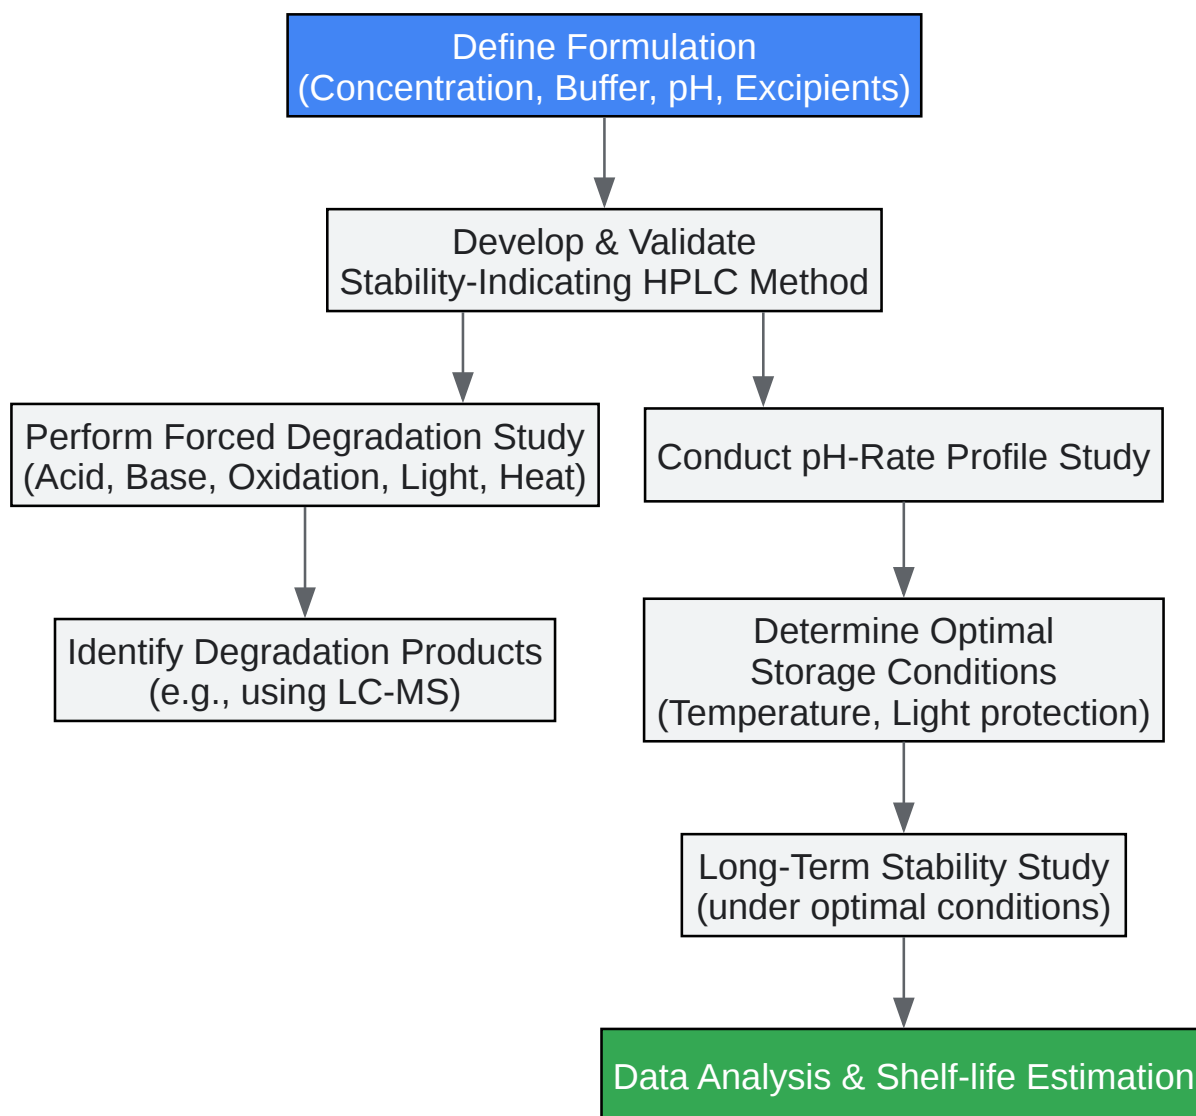 Define Formulation
(Concentration, Buffer, pH, Excipients)
Develop & Validate
Stability-Indicating HPLC Method
Perform Forced Degradation Study
(Acid, Base, Oxidation, Light, Heat)
Conduct pH-Rate Profile Study
Identify Degradation Products
(e.g., using LC-MS)
Determine Optimal
Storage Conditions
(Temperature, Light protection)
Long-Term Stability Study
(under optimal conditions)
Data Analysis & Shelf-life Estimation